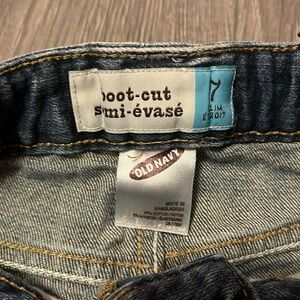 boot-cut
semi-évasé
7
SLIM
ÉTROIT
OLD NAVY
MADE IN
BANGLADESH